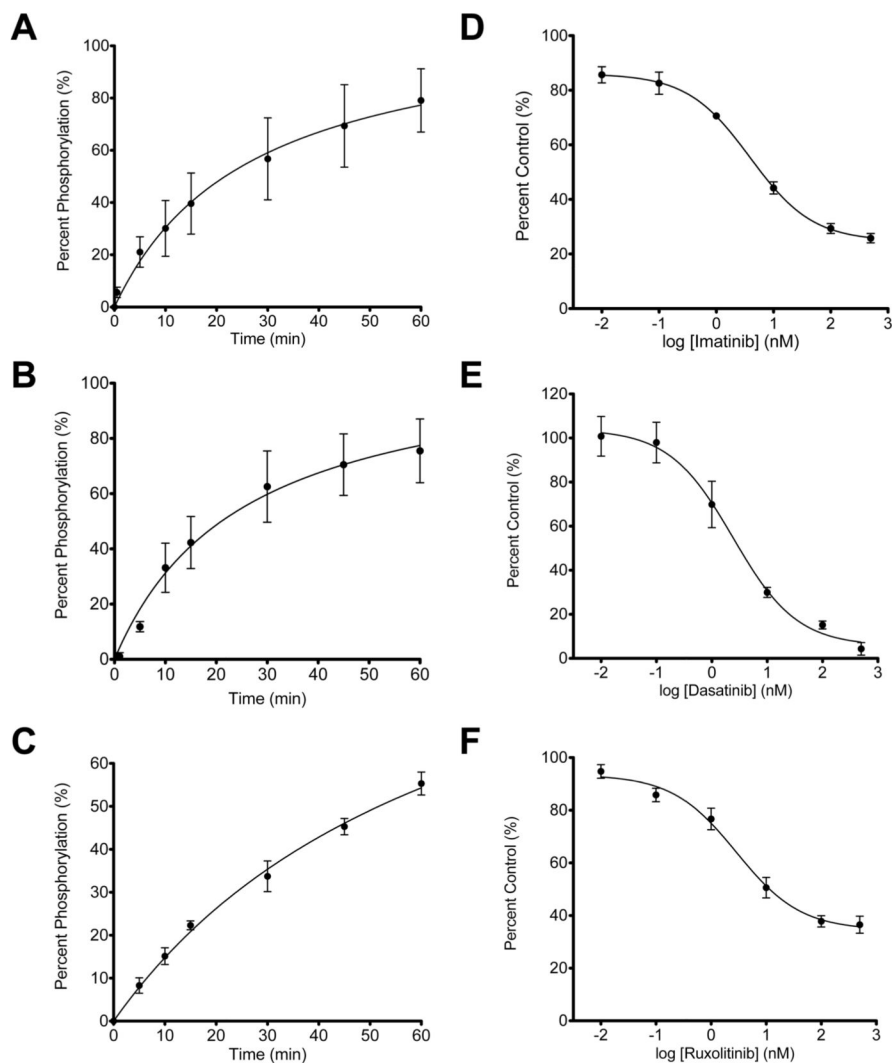 A
Percent Phosphorylation (%)
100
80
60
40
20
0
0 10 20 30 40 50 60
Time (min)
B
Percent Phosphorylation (%)
100
80
60
40
20
0
0 10 20 30 40 50 60
Time (min)
C
Percent Phosphorylation (%)
60
50
40
30
20
10
0
0 10 20 30 40 50 60
Time (min)
D
Percent Control (%)
100
80
60
40
20
0
-2 -1 0 1 2 3
log [Imatinib] (nM)
E
Percent Control (%)
120
100
80
60
40
20
0
-2 -1 0 1 2 3
log [Dasatinib] (nM)
F
Percent Control (%)
100
80
60
40
20
0
-2 -1 0 1 2 3
log [Ruxolitinib] (nM)